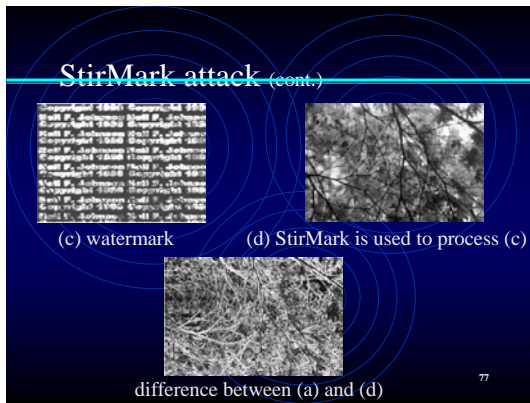 StirMark attack (cont.)
(c) watermark
(d) StirMark is used to process (c)
difference between (a) and (d)
77